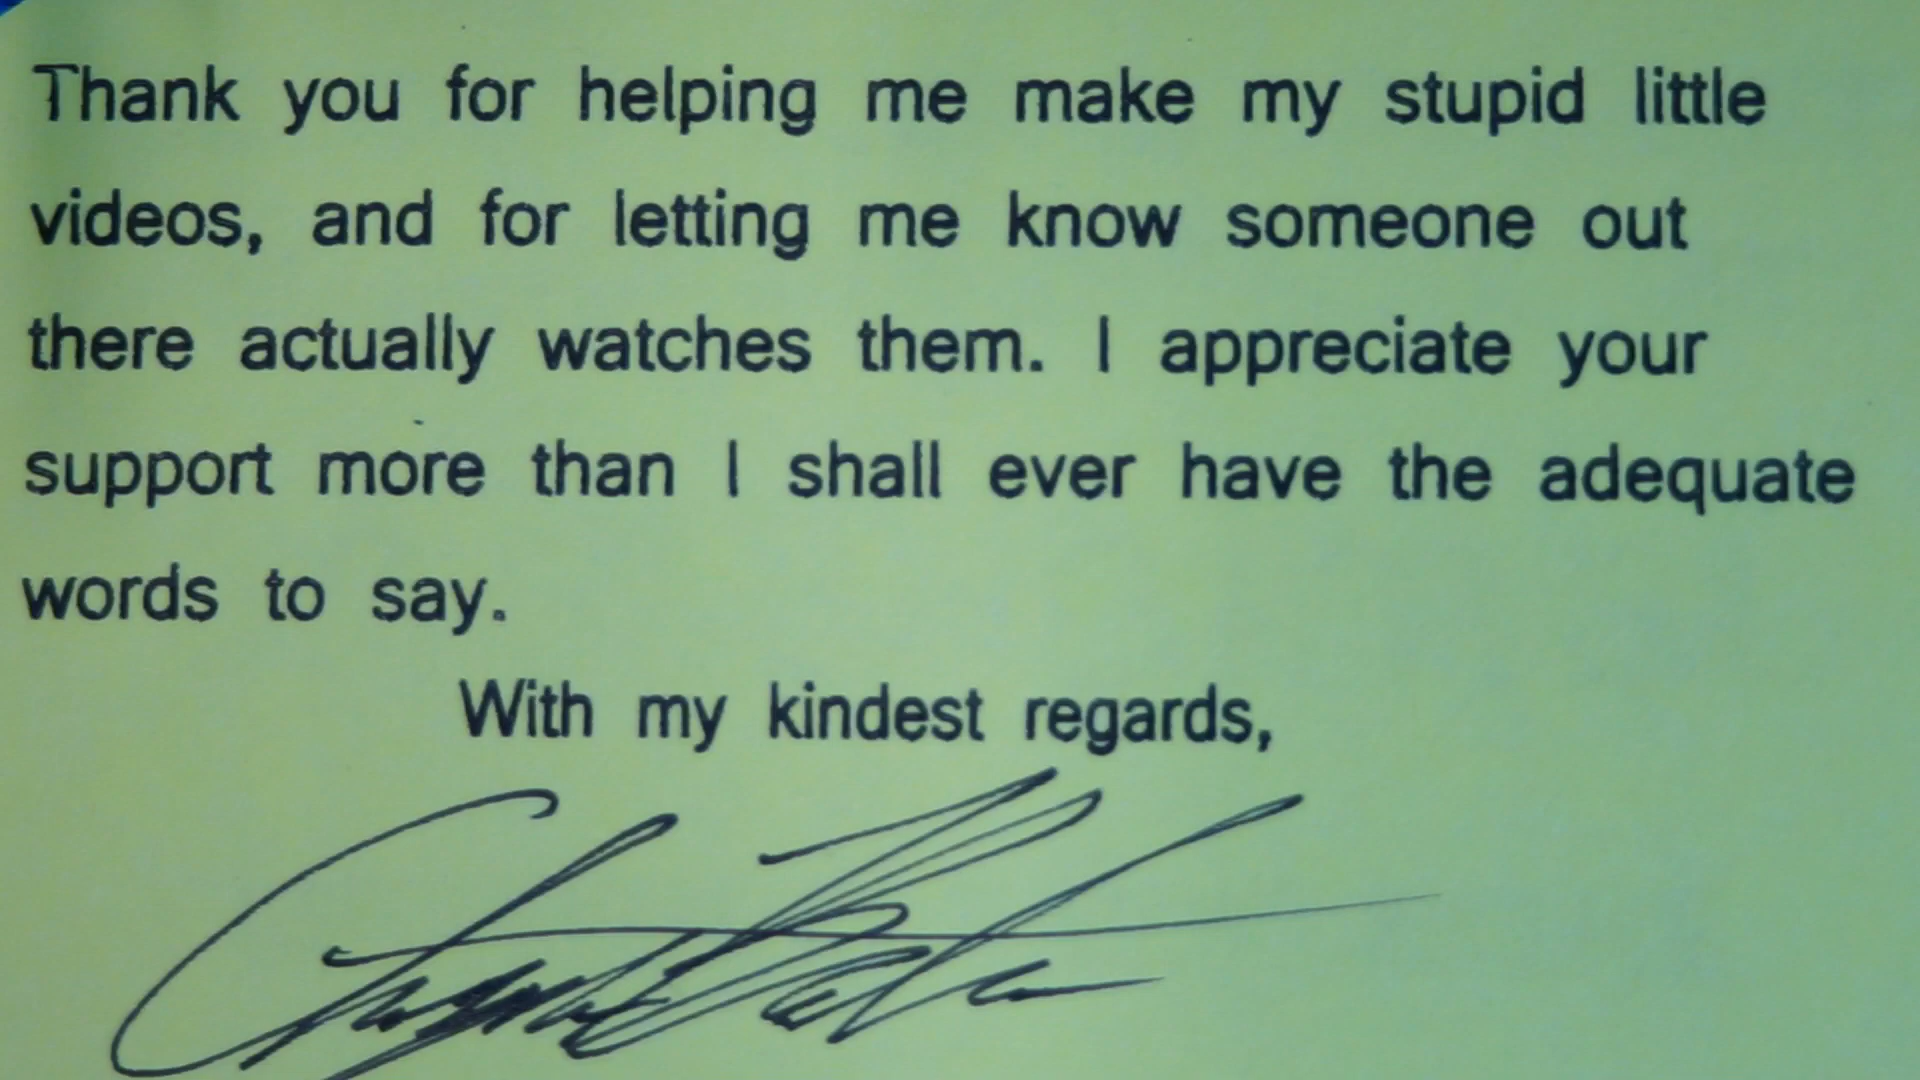 Thank you for helping me make my stupid little
videos, and for letting me know someone out
there actually watches them. I appreciate your
support more than I shall ever have the adequate
words to say.
With my kindest regards,